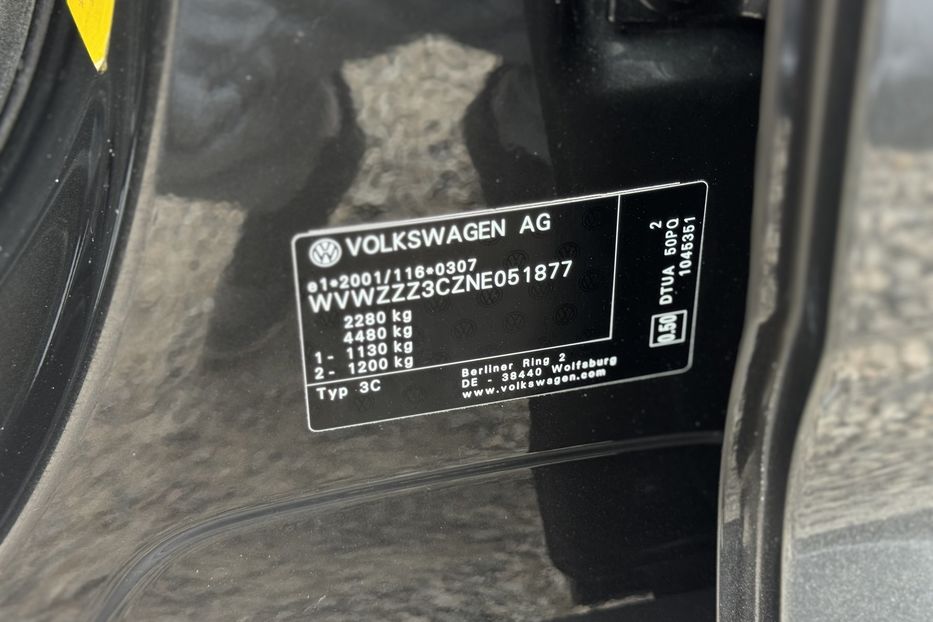 VOLKSWAGEN AG
e1*2001/116*0307
WVWZZZ3CZNE051877
2280 kg
4480 kg
1- 1130 kg
2- 1200 kg
Typ 3C
Berliner Ring 2
DE - 38440 Wolfsburg
www.volkswagen.com
2
0.50 DTUA 50PQ
1045351